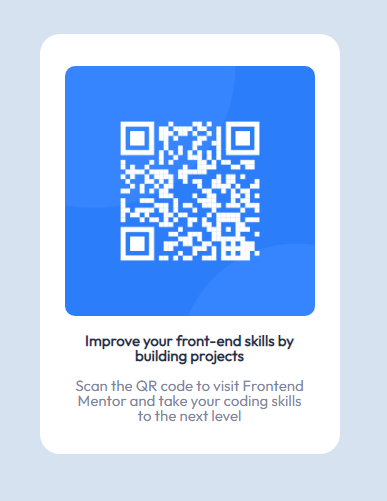 Improve your front-end skills by
building projects
Scan the QR code to visit Frontend
Mentor and take your coding skills
to the next level